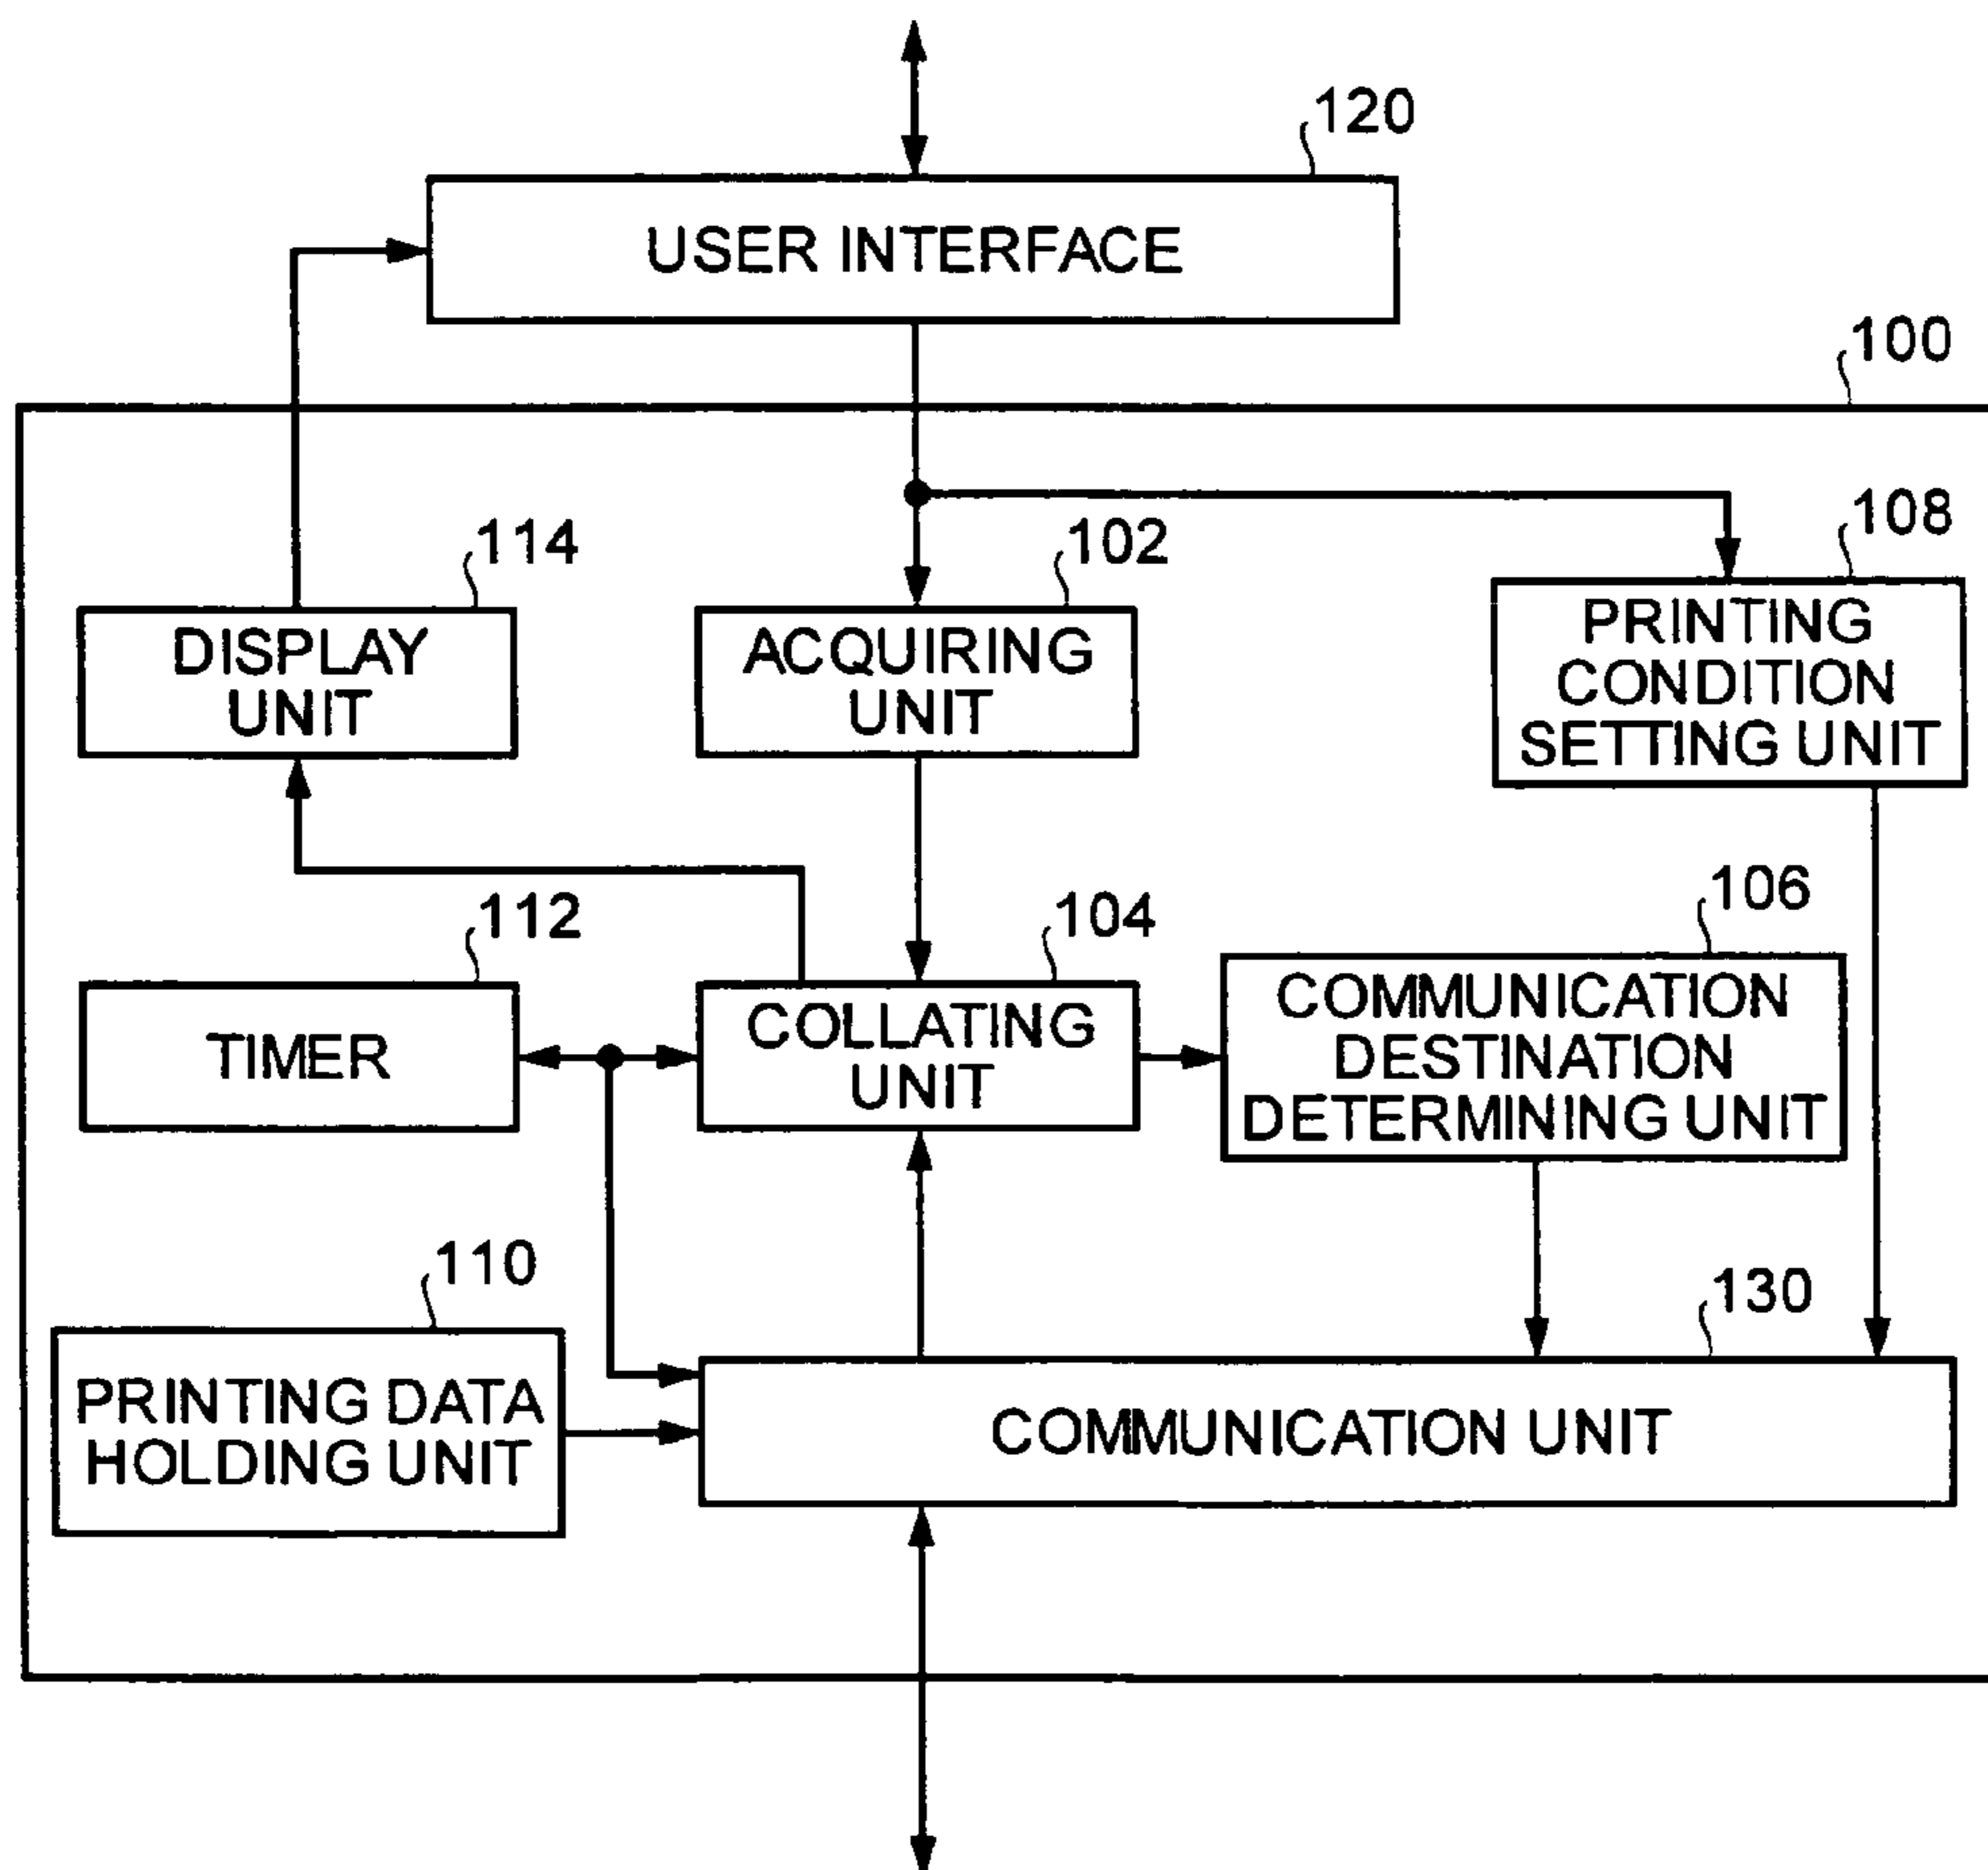 120
USER INTERFACE
100
114
102
108
DISPLAY
UNIT
ACQUIRING
UNIT
PRINTING
CONDITION
SETTING UNIT
112
104
106
TIMER
COLLATING
UNIT
COMMUNICATION
DESTINATION
DETERMINING UNIT
110
130
PRINTING DATA
HOLDING UNIT
COMMUNICATION UNIT